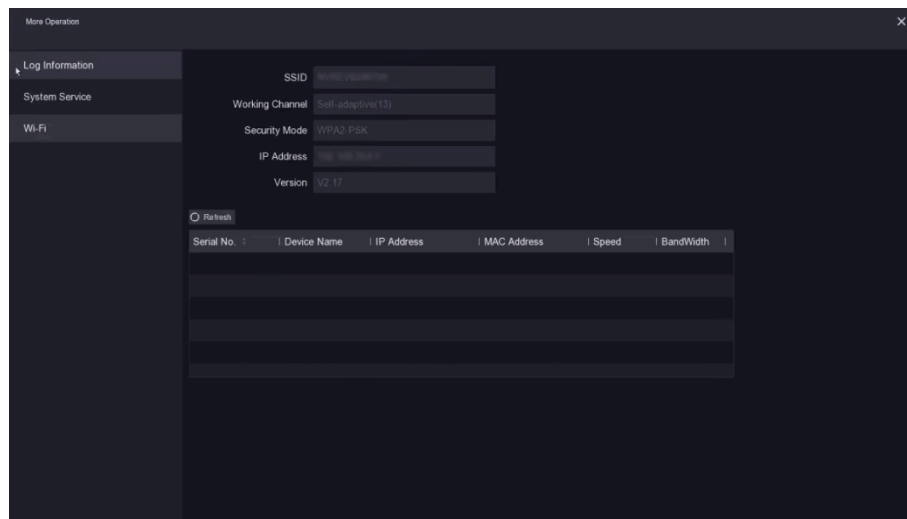 More Operation
Log Information
System Service
Wi-Fi
SSID
Working Channel Self-adaptive(13)
Security Mode WPA2-PSK
IP Address
Version V2.17
Refresh
Serial No. Device Name IP Address MAC Address Speed BandWidth